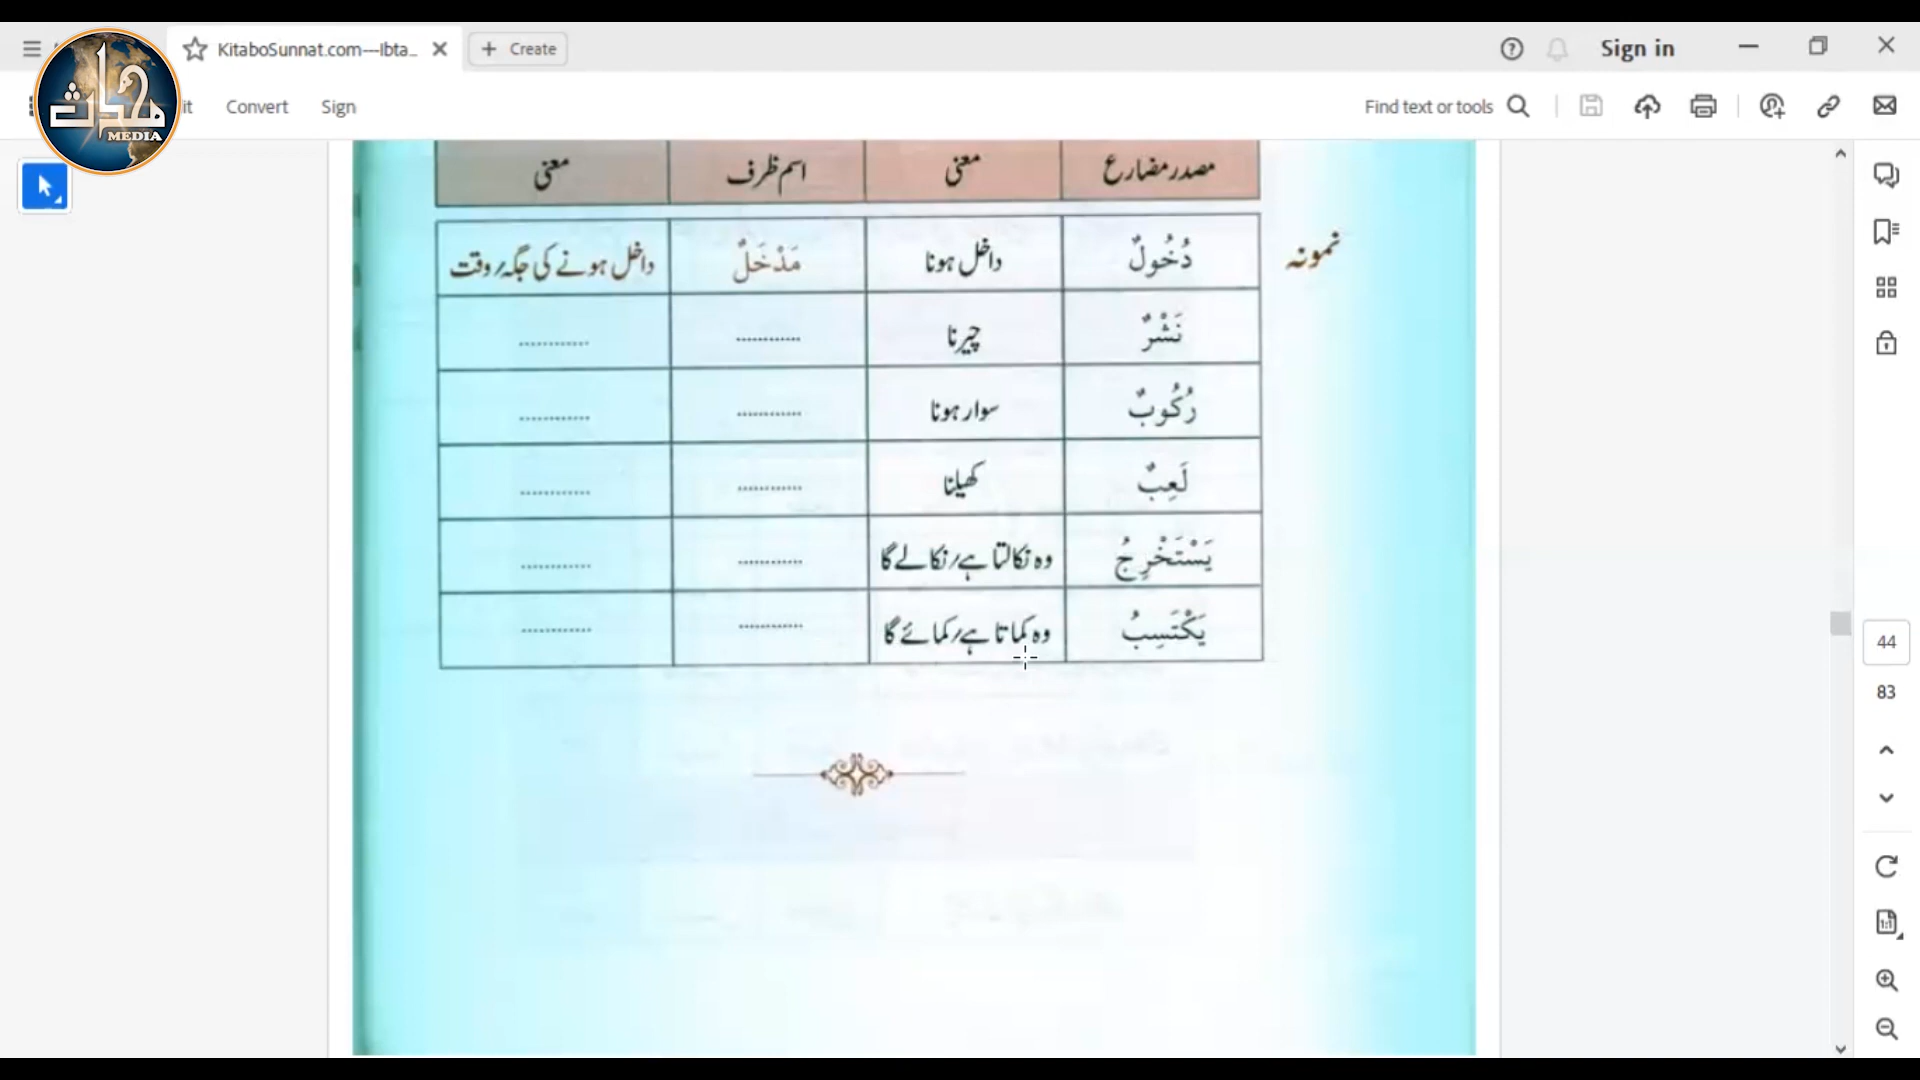 KitaboSunnat.com---Ibta...
Create
Sign in
محدث
MEDIA
it
Convert
Sign
Find text or tools
مصدر مضارع معنی اسم ظرف معنی
نمونہ دُخُولٌ داخل ہونا مَدْخَلٌ داخل ہونے کی جگہ/وقت
نَشْرٌ چیرنا ............ ............
رُكُوبٌ سوار ہونا ............ ............
لَعِبٌ کھیلنا ............ ............
يَسْتَخْرِجُ وہ نکالتا ہے/نکالے گا ............ ............
يَكْتَسِبُ وہ کماتا ہے/کمائے گا ............ ............
44
83